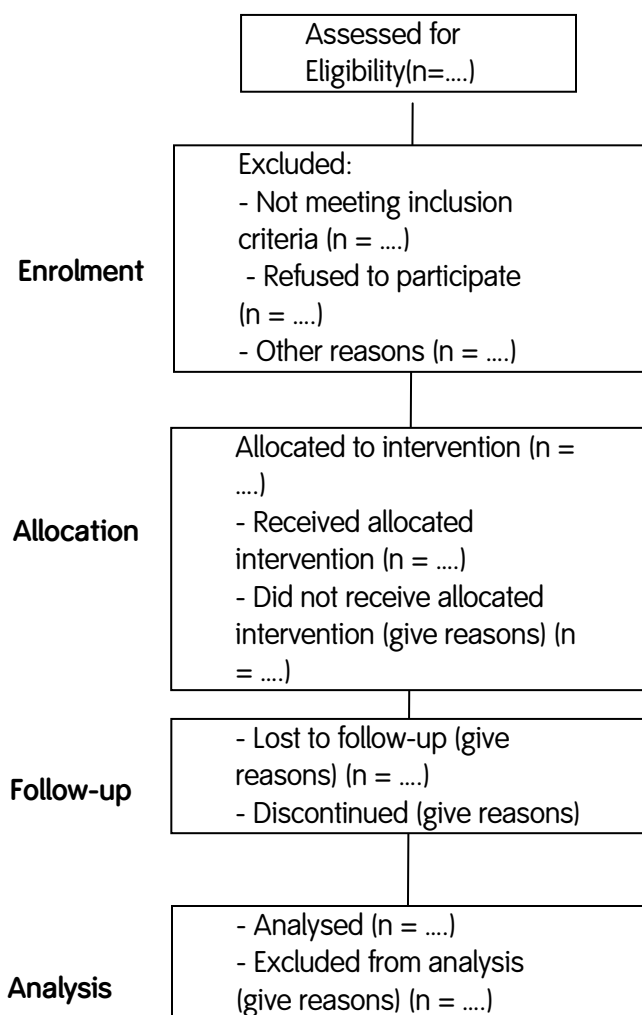 Assessed for
Eligibility(n=....)
Excluded:
- Not meeting inclusion
criteria (n = ....)
- Refused to participate
(n = ....)
- Other reasons (n = ....)
Enrolment
Allocated to intervention (n =
....)
- Received allocated
intervention (n = ....)
- Did not receive allocated
intervention (give reasons) (n
= ....)
Allocation
- Lost to follow-up (give
reasons) (n = ....)
- Discontinued (give reasons)
Follow-up
- Analysed (n = ....)
- Excluded from analysis
(give reasons) (n = ....)
Analysis